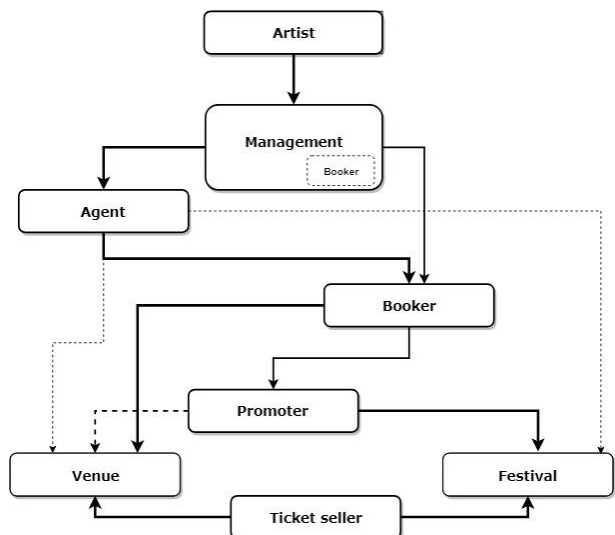 Artist
Management
Booker
Agent
Booker
Promoter
Venue
Festival
Ticket seller